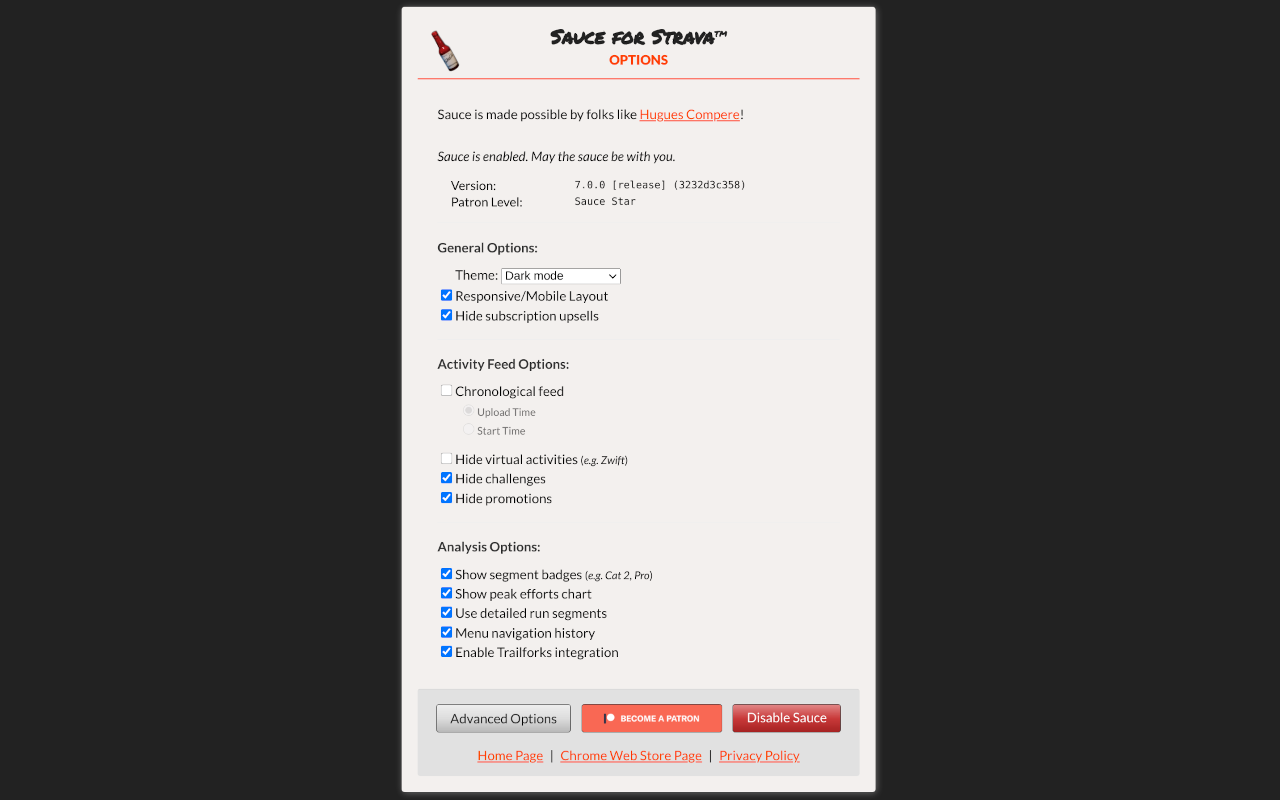 Sauce for Strava™
OPTIONS
Sauce is made possible by folks like Hugues Compere!
Sauce is enabled. May the sauce be with you.
Version: 7.0.0 [release] (3232d3c358)
Patron Level: Sauce Star
General Options:
Theme: Dark mode
Responsive/Mobile Layout
Hide subscription upsells
Activity Feed Options:
Chronological feed
Upload Time
Start Time
Hide virtual activities (e.g. Zwift)
Hide challenges
Hide promotions
Analysis Options:
Show segment badges (e.g. Cat 2, Pro)
Show peak efforts chart
Use detailed run segments
Menu navigation history
Enable Trailforks integration
Advanced Options BECOME A PATRON Disable Sauce
Home Page | Chrome Web Store Page | Privacy Policy